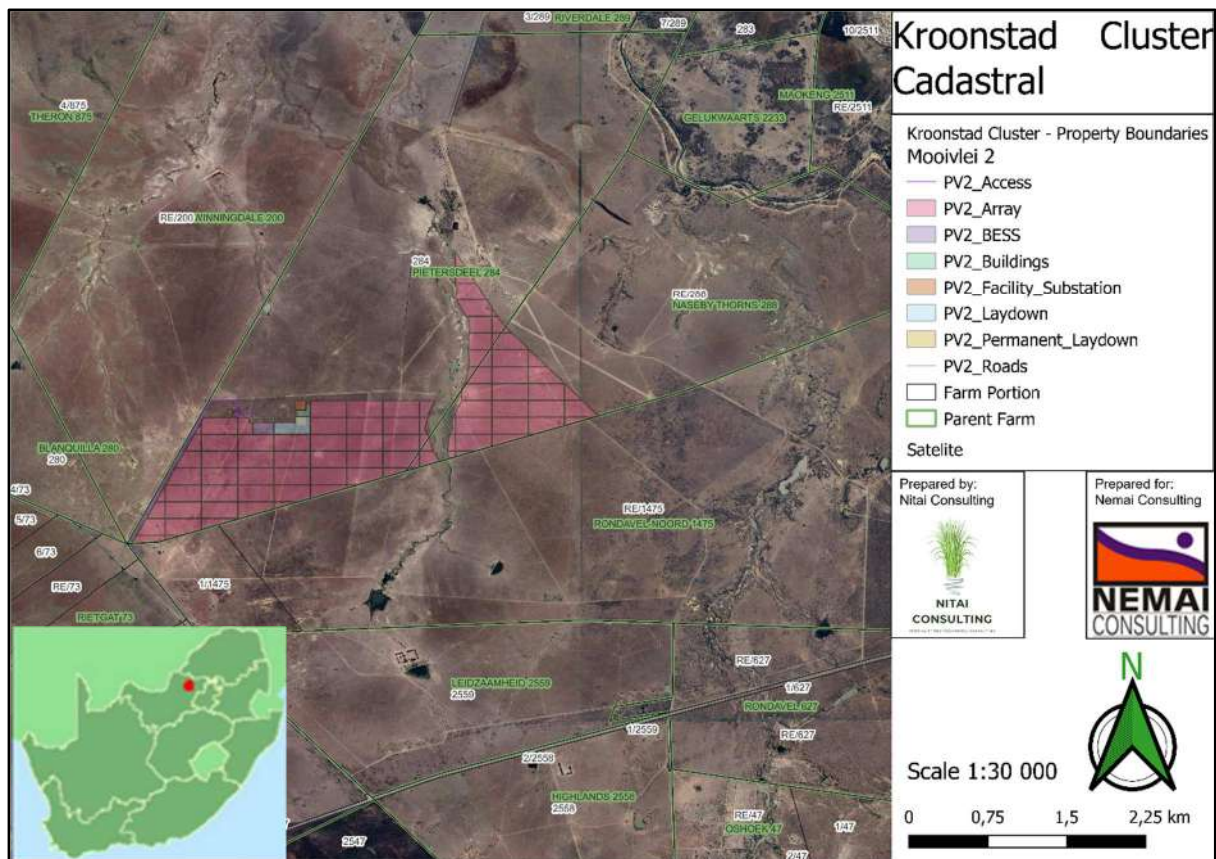 3/289
RIVERDALE 289
7/289
283
10/2511
4/875
THERON 875
MAOKENG 2511
RE/2511
GELUKWAARTS 2233
RE/200
WINNINGDALE 200
284
PIETERSDEEL 284
RE/288
NASEBY THORNS 288
BLANQUILLA 280
280
4/73
5/73
6/73
RE/73
RIETGAT 73
1/1475
RE/1475
RONDAVEL-NOORD 1475
LEIDZAAMHEID 2559
2559
RE/627
1/627
RONDAVEL 627
RE/627
1/2559
2/2558
HIGHLANDS 2558
2558
2547
RE/47
OSHOEK 47
1/47
2/47
Kroonstad Cluster
Cadastral
Kroonstad Cluster - Property Boundaries
Mooivlei 2
PV2_Access
PV2_Array
PV2_BESS
PV2_Buildings
PV2_Facility_Substation
PV2_Laydown
PV2_Permanent_Laydown
PV2_Roads
Farm Portion
Parent Farm
Satelite
Prepared by:
Nitai Consulting
NITAI
CONSULTING
Prepared for:
Nemai Consulting
NEMAI
CONSULTING
N
Scale 1:30 000
0 0,75 1,5 2,25 km